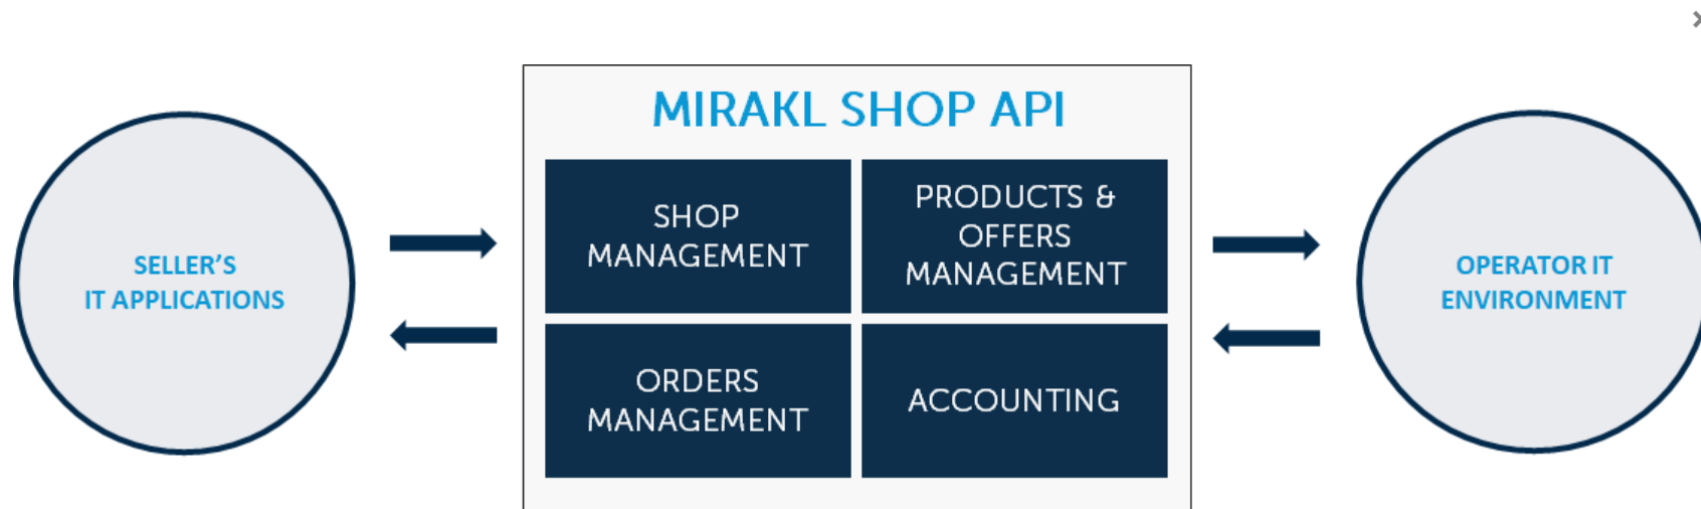 MIRAKL SHOP API
SELLER'S
IT APPLICATIONS
SHOP
MANAGEMENT
PRODUCTS &
OFFERS
MANAGEMENT
ORDERS
MANAGEMENT
ACCOUNTING
OPERATOR IT
ENVIRONMENT